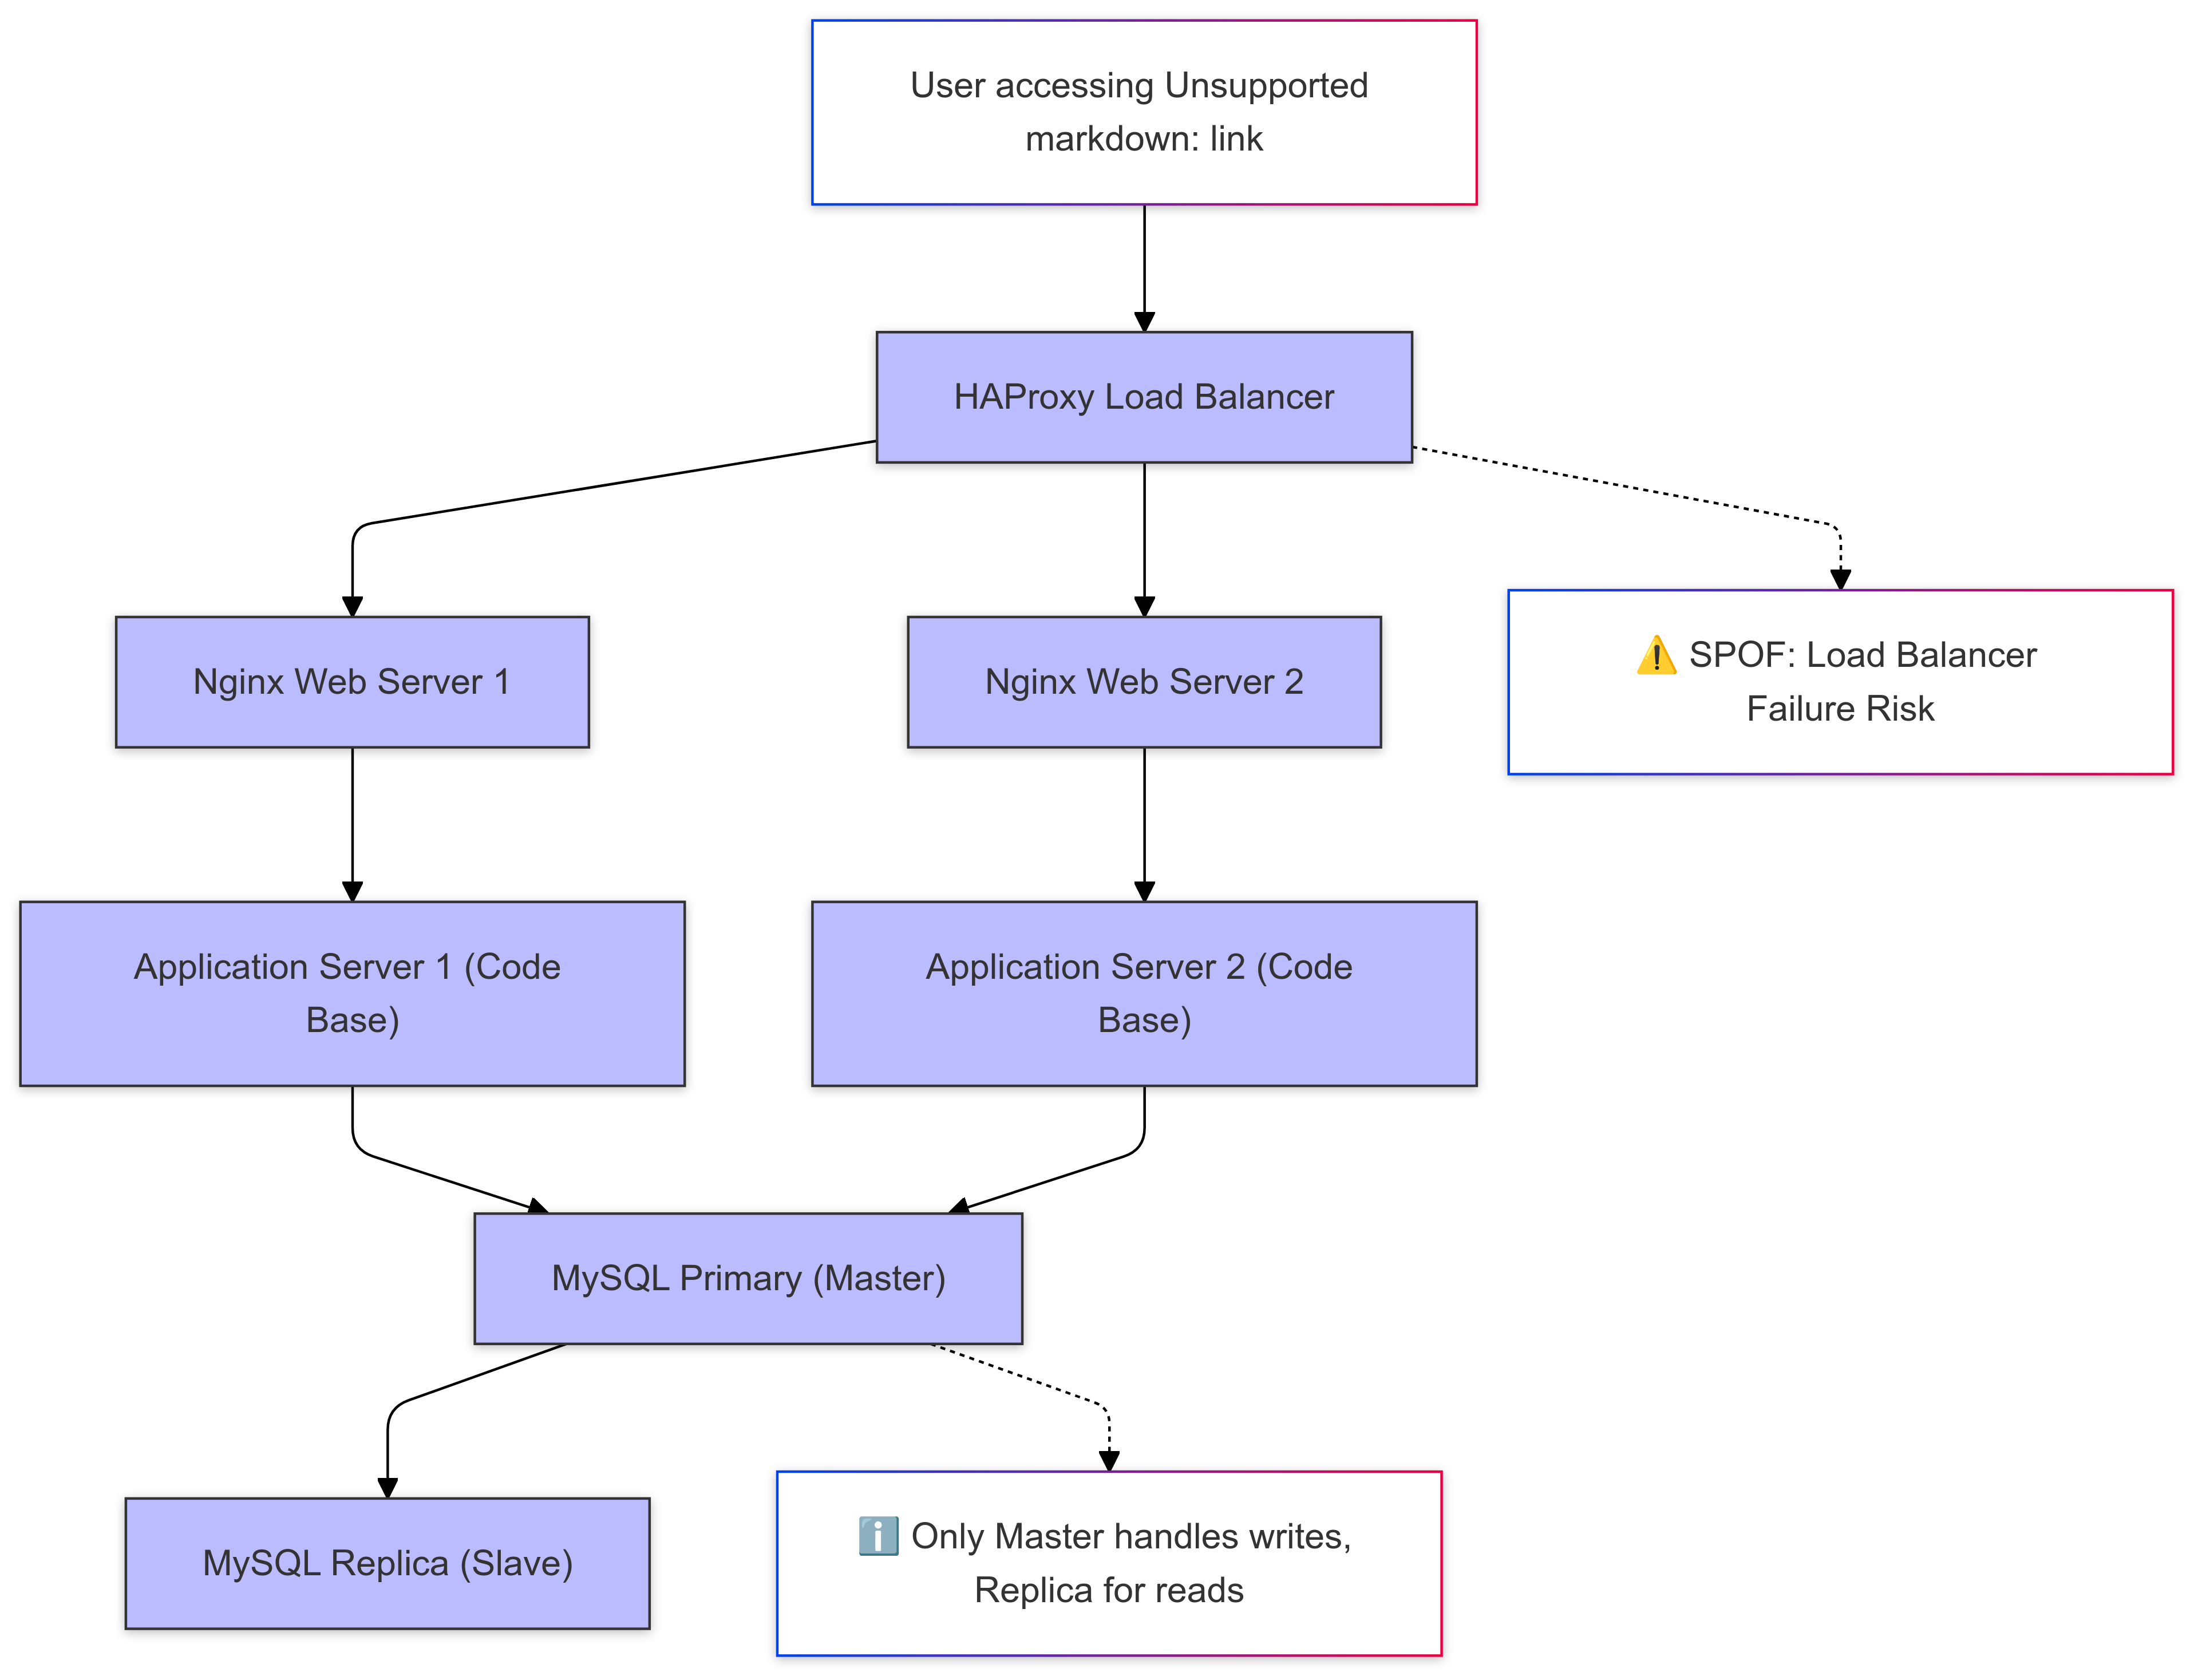 User accessing Unsupported
markdown: link
HAProxy Load Balancer
Nginx Web Server 1
Nginx Web Server 2
⚠️ SPOF: Load Balancer
Failure Risk
Application Server 1 (Code
Base)
Application Server 2 (Code
Base)
MySQL Primary (Master)
MySQL Replica (Slave)
ℹ️ Only Master handles writes,
Replica for reads